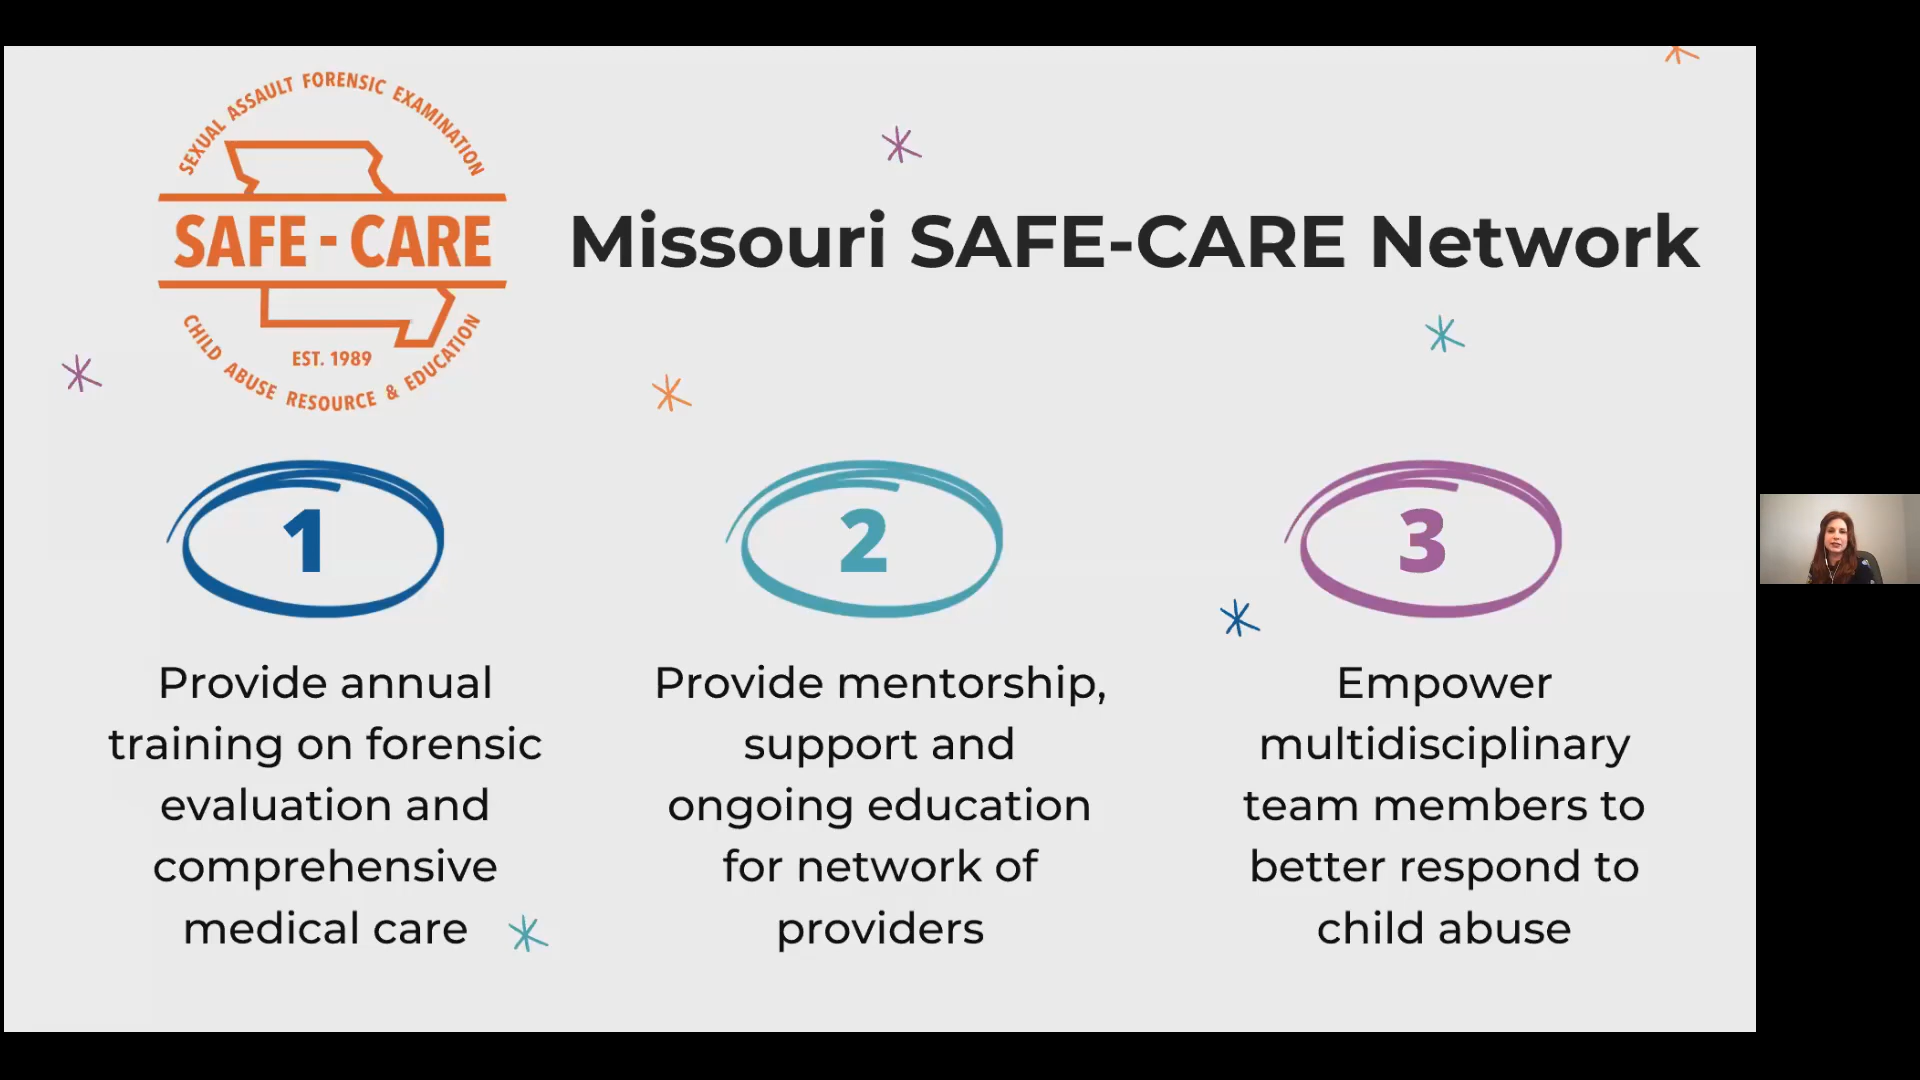 SEXUAL ASSAULT FORENSIC EXAMINATION
SAFE - CARE
EST. 1989
CHILD ABUSE RESOURCE & EDUCATION
Missouri SAFE-CARE Network
1
Provide annual
training on forensic
evaluation and
comprehensive
medical care
2
Provide mentorship,
support and
ongoing education
for network of
providers
3
Empower
multidisciplinary
team members to
better respond to
child abuse